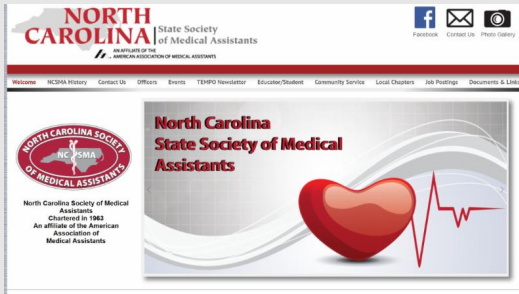 NORTH
CAROLINA
State Society
of Medical Assistants
AN AFFILIATE OF THE
AMERICAN ASSOCIATION OF MEDICAL ASSISTANTS
Facebook Contact Us Photo Gallery
Welcome NCSMA History Contact Us Officers Events TEMPO Newsletter Educator/Student Community Service Local Chapters Job Postings Documents & Links
North Carolina
State Society of Medical
Assistants
NORTH CAROLINA SOCIETY
NC SMA
OF MEDICAL ASSISTANTS
North Carolina Society of Medical
Assistants
Chartered in 1963
An affiliate of the American
Association of
Medical Assistants